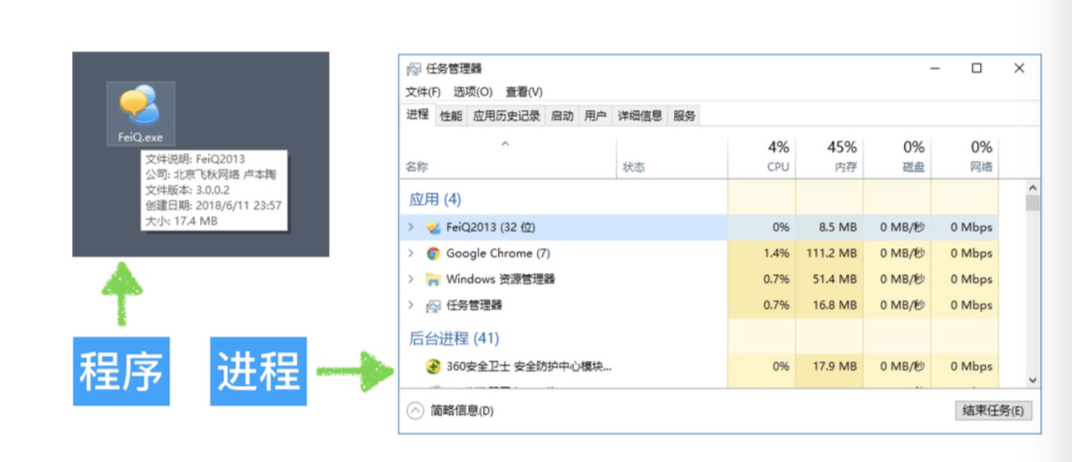 FeiQ.exe
文件说明: FeiQ2013
公司: 北京飞秋网络 卢本陶
文件版本: 3.0.0.2
创建日期: 2018/6/11 23:57
大小: 17.4 MB
程序
进程
任务管理器
文件(F) 选项(O) 查看(V)
进程 性能 应用历史记录 启动 用户 详细信息 服务
4% 45% 0% 0%
名称 状态 CPU 内存 磁盘 网络
应用 (4)
FeiQ2013 (32 位) 0% 8.5 MB 0 MB/秒 0 Mbps
Google Chrome (7) 1.4% 111.2 MB 0 MB/秒 0 Mbps
Windows 资源管理器 0.7% 51.4 MB 0 MB/秒 0 Mbps
任务管理器 0.7% 16.8 MB 0 MB/秒 0 Mbps
后台进程 (41)
360安全卫士 安全防护中心模块... 0% 17.9 MB 0 MB/秒 0 Mbps
简略信息(D) 结束任务(E)